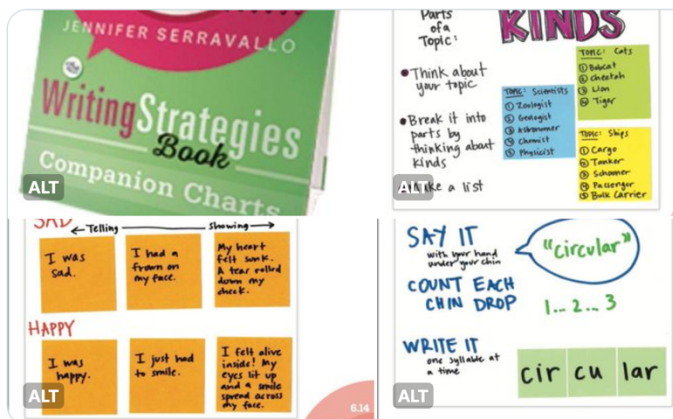 JENNIFER SERRAVALLO
The
Writing Strategies
Book
Companion Charts
ALT
Parts
of a
Topic:
KINDS
Think about
your topic
Break it into
parts by
thinking about
kinds
Make a list
TOPIC: Scientists
① Zoologist
② Geologist
③ Astronomer
④ Chemist
⑤ Physicist
TOPIC: Cats
① Bobcat
② Cheetah
③ Lion
④ Tiger
TOPIC: Ships
① Cargo
② Tanker
③ Schooner
④ Passenger
⑤ Bulk Carrier
ALT
SAD
← Telling
Showing →
I was
sad.
I had a
frown on
my face.
My heart
felt sunk.
A tear rolled
down my
cheek.
HAPPY
I was
happy.
I just had
to smile.
I felt alive
inside! My
eyes lit up
and a smile
spread across
my face.
6.14
ALT
SAY IT
with your hand
under your chin
"circular"
COUNT EACH
CHIN DROP
1... 2... 3
WRITE IT
one syllable at
a time
cir cu lar
ALT